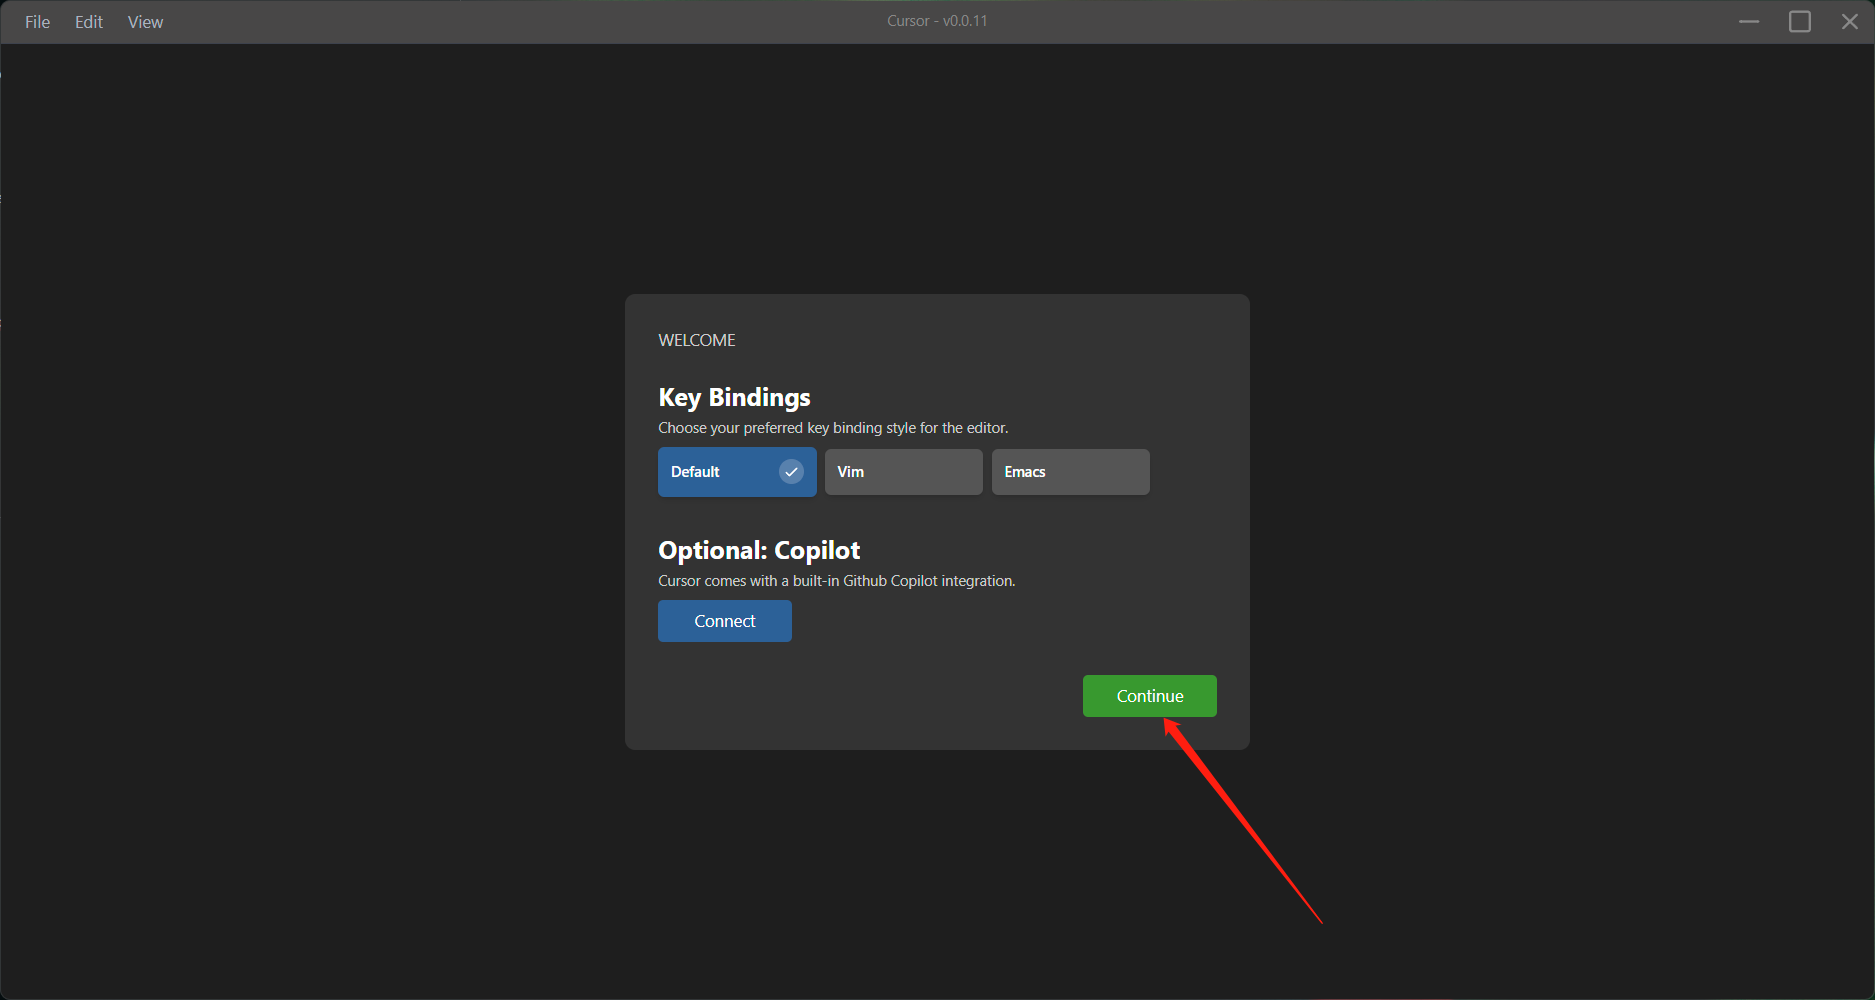 File Edit View Cursor - v0.0.11
WELCOME
Key Bindings
Choose your preferred key binding style for the editor.
Default Vim Emacs
Optional: Copilot
Cursor comes with a built-in Github Copilot integration.
Connect
Continue